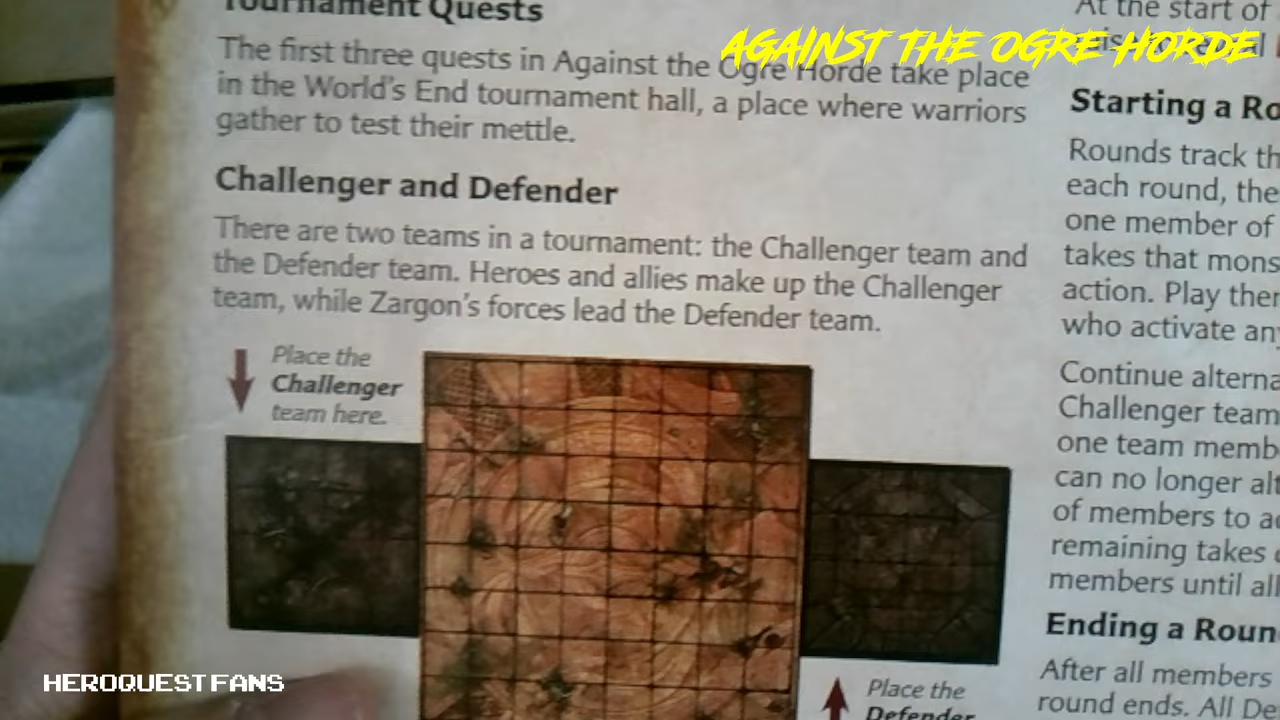 Tournament Quests
The first three quests in Against the Ogre Horde take place
in the World's End tournament hall, a place where warriors
gather to test their mettle.
Challenger and Defender
There are two teams in a tournament: the Challenger team and
the Defender team. Heroes and allies make up the Challenger
team, while Zargon's forces lead the Defender team.
Place the
Challenger
team here.
Place the
Defender
At the start of
AGAINST THE OGRE HORDE
Starting a Ro
Rounds track th
each round, the
one member of
takes that mons
action. Play ther
who activate any
Continue alterna
Challenger team
one team memb
can no longer alt
of members to a
remaining takes
members until all
Ending a Roun
After all members
round ends. All De
HEROQUEST FANS